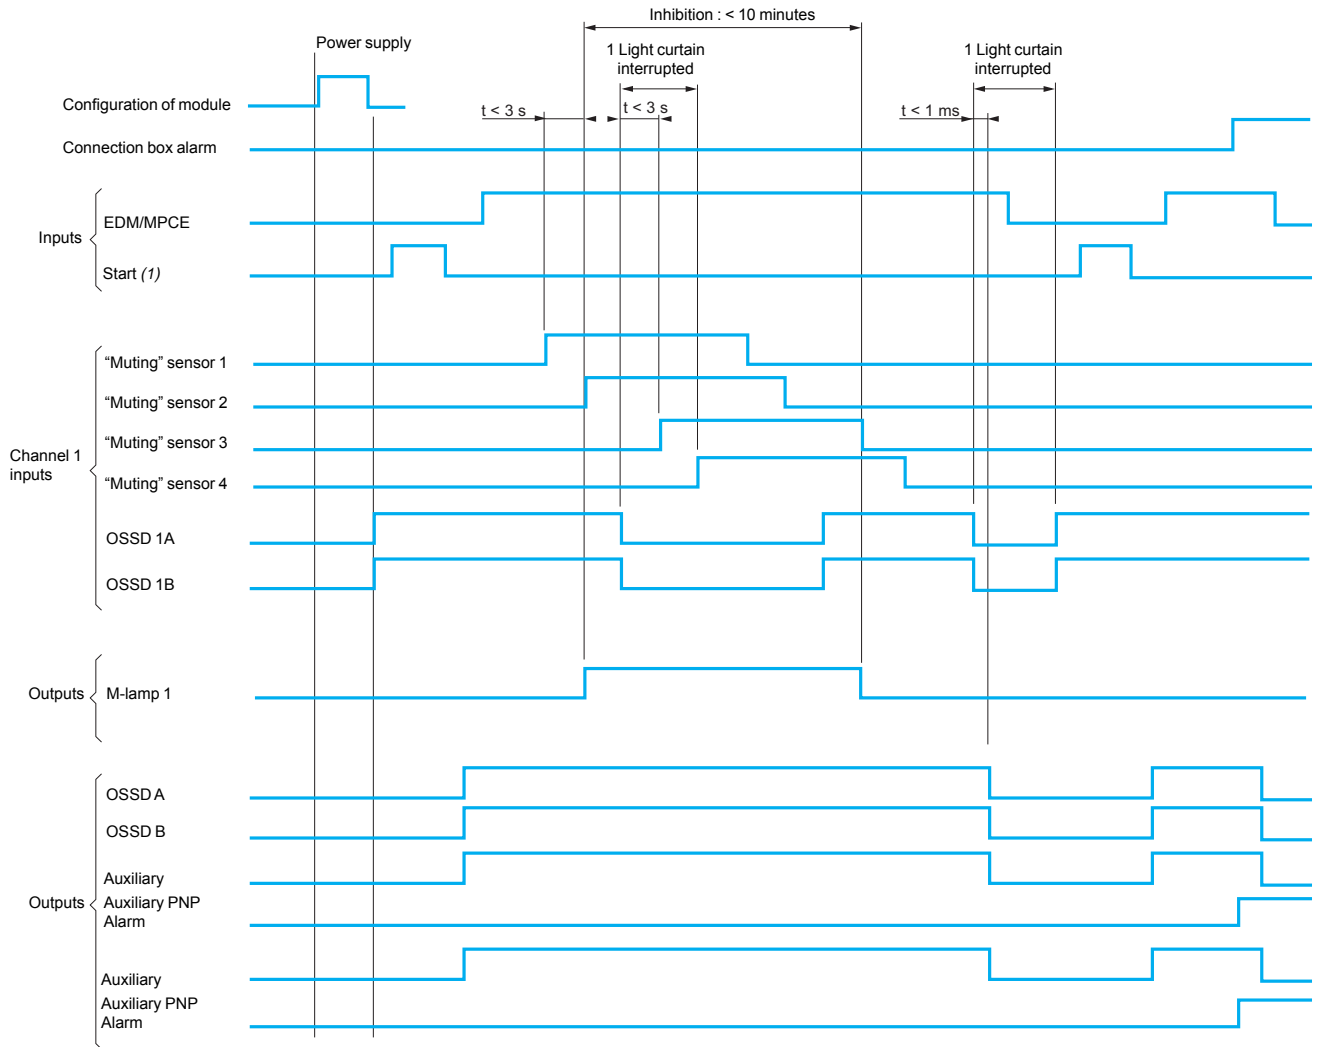 Inhibition : < 10 minutes
Power supply
1 Light curtain
interrupted
1 Light curtain
interrupted
Configuration of module
t < 3 s
t < 3 s
t < 1 ms
Connection box alarm
Inputs
EDM/MPCE
Start (1)
Channel 1
inputs
“Muting” sensor 1
“Muting” sensor 2
“Muting” sensor 3
“Muting” sensor 4
OSSD 1A
OSSD 1B
Outputs
M-lamp 1
Outputs
OSSD A
OSSD B
Auxiliary
Auxiliary PNP
Alarm
Auxiliary
Auxiliary PNP
Alarm